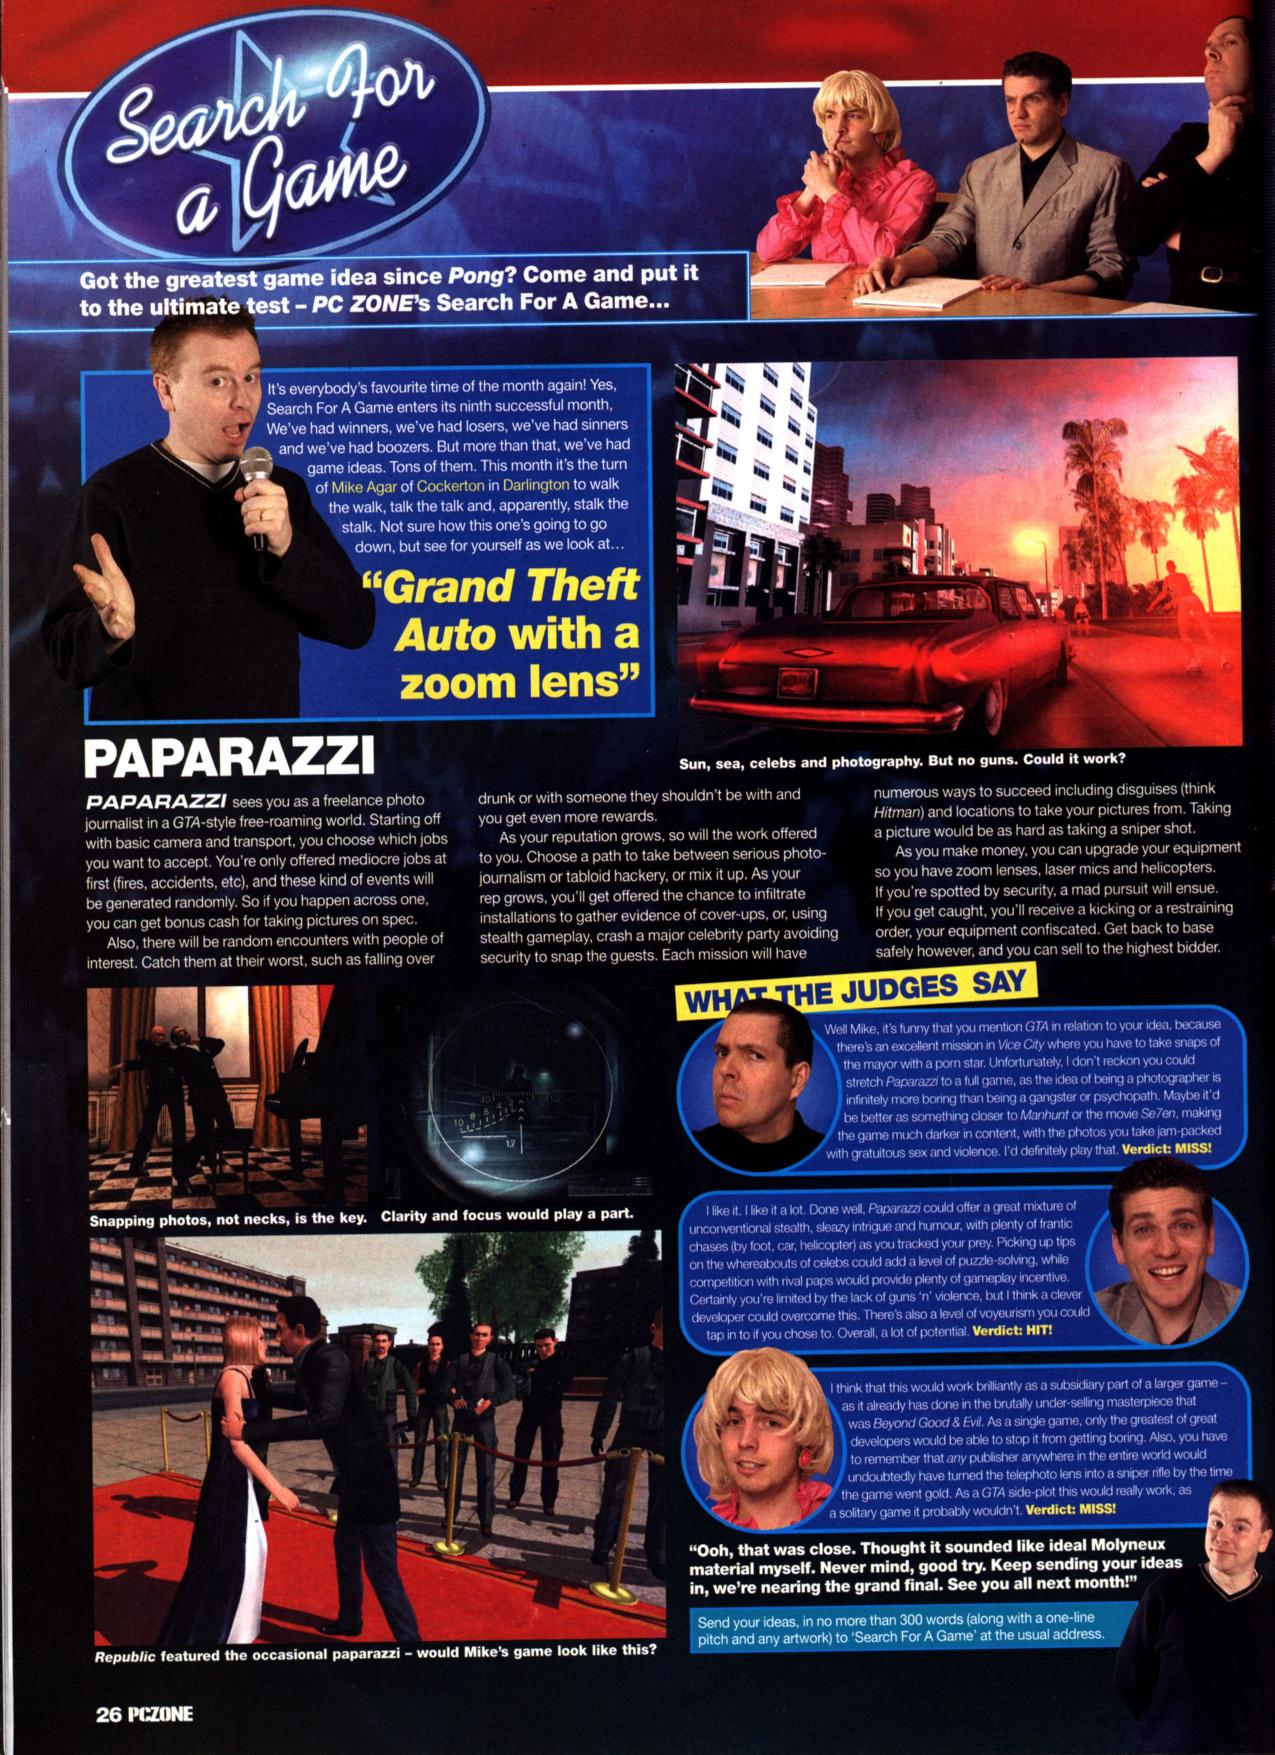 Search For
a Game
Got the greatest game idea since Pong? Come and put it
to the ultimate test – PC ZONE's Search For A Game...
It's everybody's favourite time of the month again! Yes,
Search For A Game enters its ninth successful month,
We've had winners, we've had losers, we've had sinners
and we've had boozers. But more than that, we've had
game ideas. Tons of them. This month it's the turn
of Mike Agar of Cockerton in Darlington to walk
the walk, talk the talk and, apparently, stalk the
stalk. Not sure how this one's going to go
down, but see for yourself as we look at...
"Grand Theft
Auto with a
zoom lens"
Sun, sea, celebs and photography. But no guns. Could it work?
PAPARAZZI
PAPARAZZI sees you as a freelance photo
journalist in a GTA-style free-roaming world. Starting off
with basic camera and transport, you choose which jobs
you want to accept. You're only offered mediocre jobs at
first (fires, accidents, etc), and these kind of events will
be generated randomly. So if you happen across one,
you can get bonus cash for taking pictures on spec.
Also, there will be random encounters with people of
interest. Catch them at their worst, such as falling over
drunk or with someone they shouldn't be with and
you get even more rewards.
As your reputation grows, so will the work offered
to you. Choose a path to take between serious photo-
journalism or tabloid hackery, or mix it up. As your
rep grows, you'll get offered the chance to infiltrate
installations to gather evidence of cover-ups, or, using
stealth gameplay, crash a major celebrity party avoiding
security to snap the guests. Each mission will have
numerous ways to succeed including disguises (think
Hitman) and locations to take your pictures from. Taking
a picture would be as hard as taking a sniper shot.
As you make money, you can upgrade your equipment
so you have zoom lenses, laser mics and helicopters.
If you're spotted by security, a mad pursuit will ensue.
If you get caught, you'll receive a kicking or a restraining
order, your equipment confiscated. Get back to base
safely however, and you can sell to the highest bidder.
Snapping photos, not necks, is the key.
Clarity and focus would play a part.
Republic featured the occasional paparazzi – would Mike's game look like this?
WHAT THE JUDGES SAY
Well Mike, it's funny that you mention GTA in relation to your idea, because
there's an excellent mission in Vice City where you have to take snaps of
the mayor with a porn star. Unfortunately, I don't reckon you could
stretch Paparazzi to a full game, as the idea of being a photographer is
infinitely more boring than being a gangster or psychopath. Maybe it'd
be better as something closer to Manhunt or the movie Se7en, making
the game much darker in content, with the photos you take jam-packed
with gratuitous sex and violence. I'd definitely play that. Verdict: MISS!
I like it. I like it a lot. Done well, Paparazzi could offer a great mixture of
unconventional stealth, sleazy intrigue and humour, with plenty of frantic
chases (by foot, car, helicopter) as you tracked your prey. Picking up tips
on the whereabouts of celebs could add a level of puzzle-solving, while
competition with rival paps would provide plenty of gameplay incentive.
Certainly you're limited by the lack of guns 'n' violence, but I think a clever
developer could overcome this. There's also a level of voyeurism you could
tap in to if you chose to. Overall, a lot of potential. Verdict: HIT!
I think that this would work brilliantly as a subsidiary part of a larger game –
as it already has done in the brutally under-selling masterpiece that
was Beyond Good & Evil. As a single game, only the greatest of great
developers would be able to stop it from getting boring. Also, you have
to remember that any publisher anywhere in the entire world would
undoubtedly have turned the telephoto lens into a sniper rifle by the time
the game went gold. As a GTA side-plot this would really work, as
a solitary game it probably wouldn't. Verdict: MISS!
"Ooh, that was close. Thought it sounded like ideal Molyneux
material myself. Never mind, good try. Keep sending your ideas
in, we're nearing the grand final. See you all next month!"
Send your ideas, in no more than 300 words (along with a one-line
pitch and any artwork) to 'Search For A Game' at the usual address.
26 PCZONE